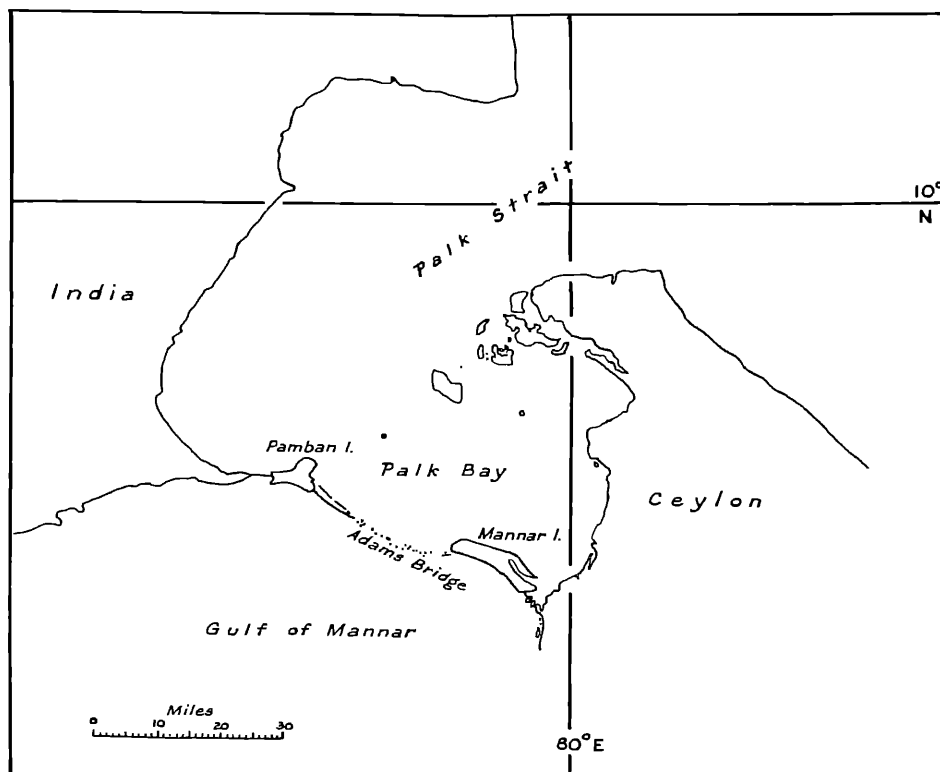 Palk Strait
10°
N
India
Pamban I.
Palk Bay
Ceylon
Mannar I.
Adams Bridge
Gulf of Mannar
Miles
0 10 20 30
80°E